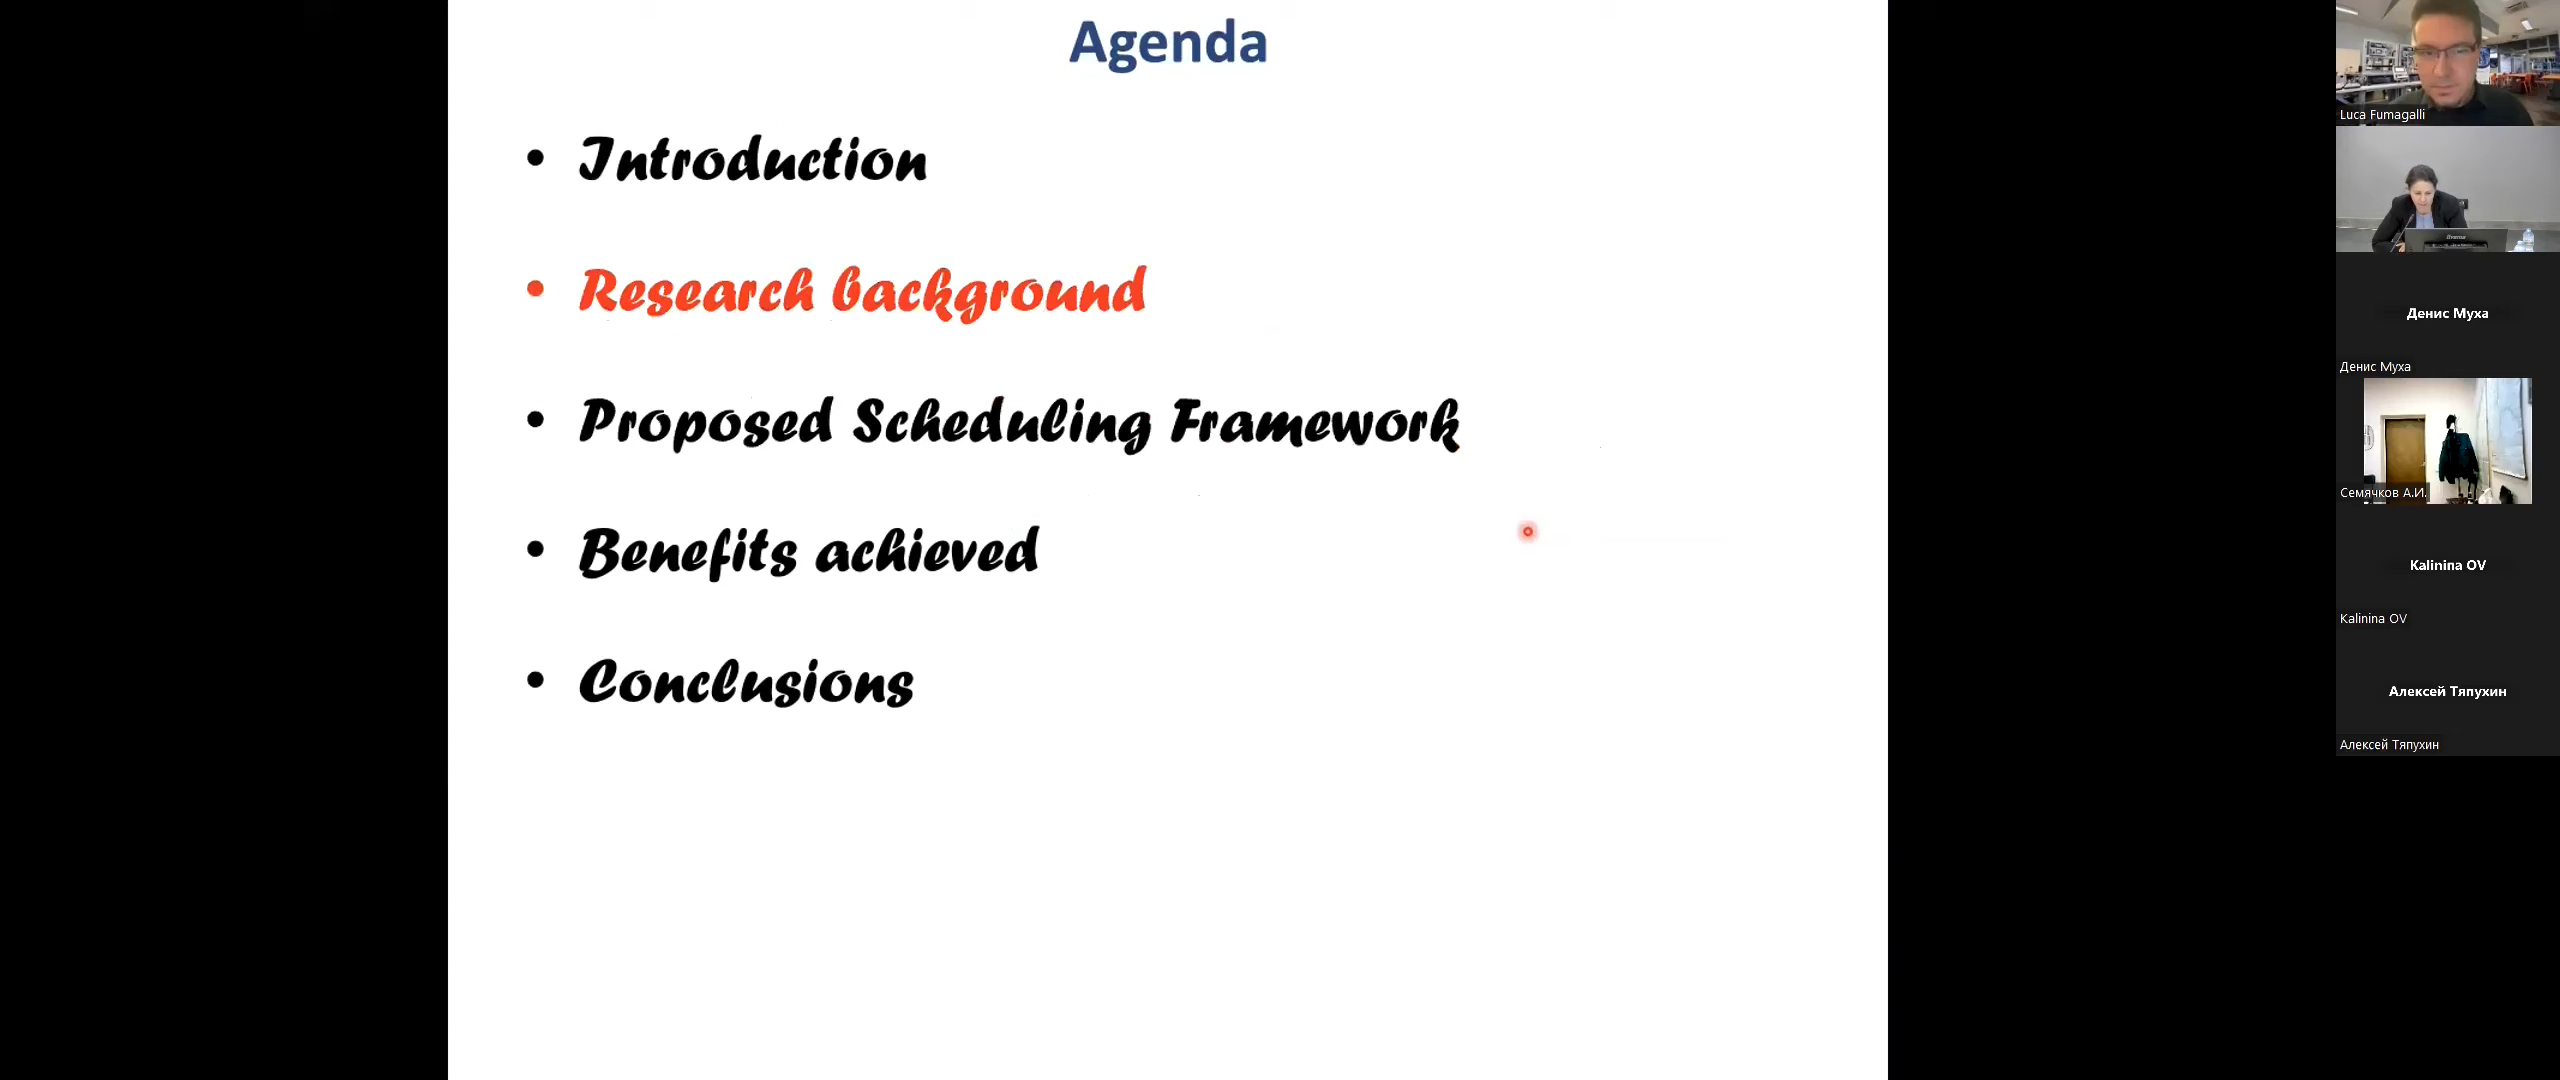 Agenda
• Introduction
• Research background
• Proposed Scheduling Framework
• Benefits achieved
• Conclusions
Luca Fumagalli
Денис Муха
Денис Муха
Семячков А.И.
Kalinina OV
Kalinina OV
Алексей Тяпухин
Алексей Тяпухин